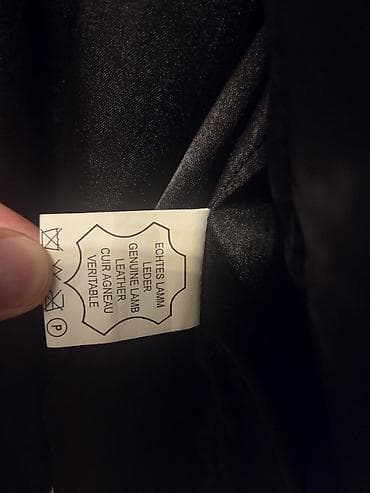 ECHTES LAMM
LEDER
GENUINE LAMB
LEATHER
CUIR AGNEAU
VERITABLE
P